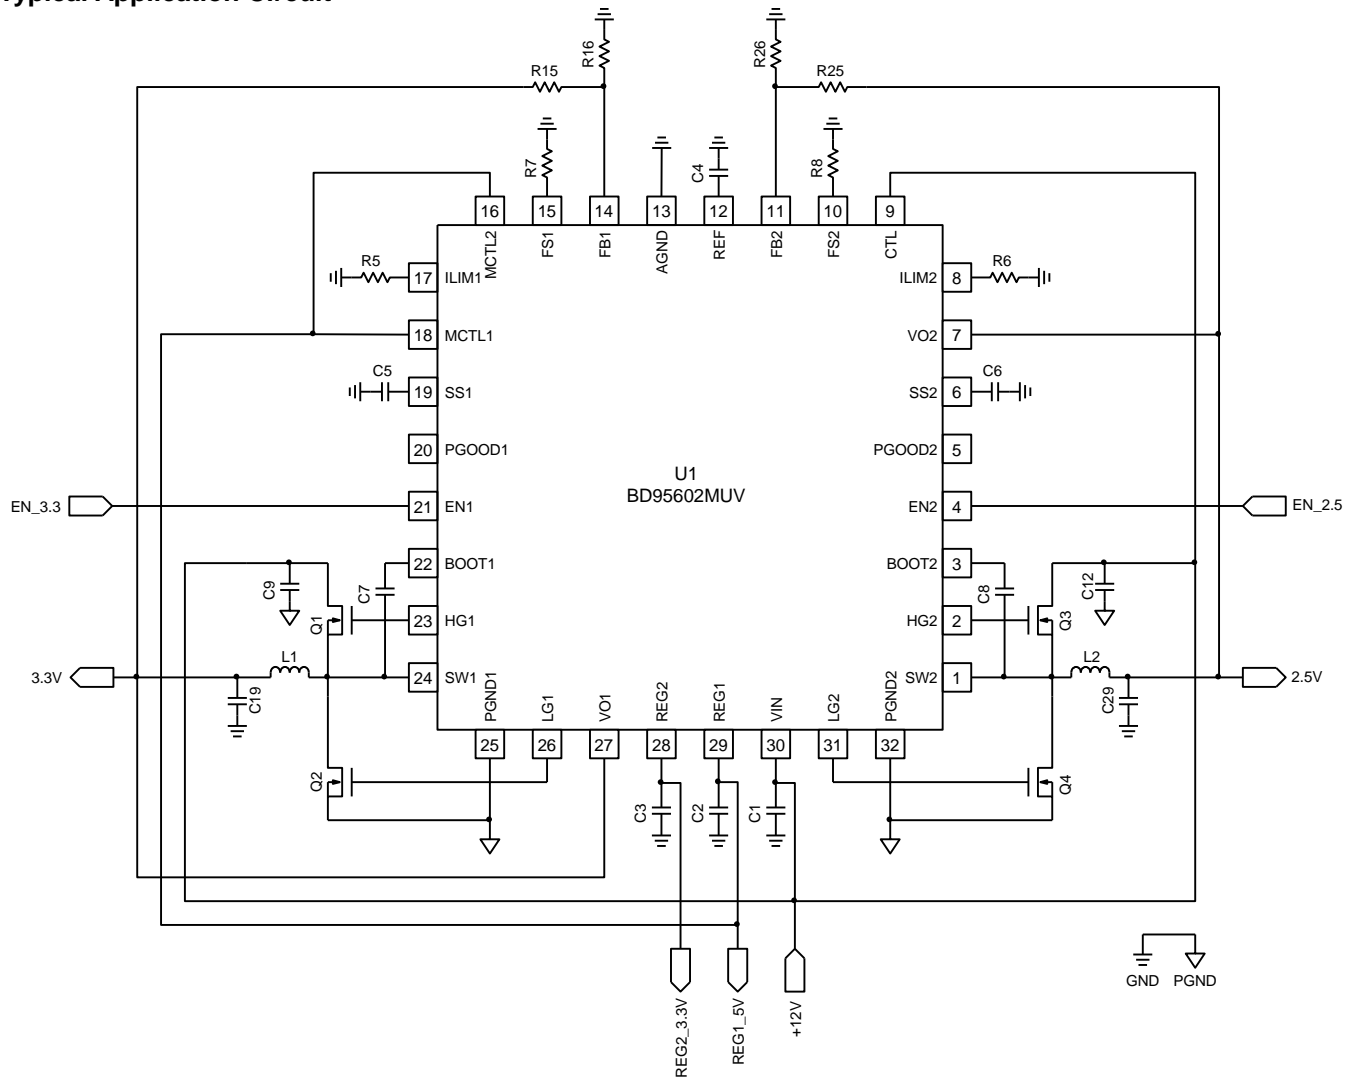 Typical Application Circuit
R16
R26
R15
R25
R7
C4
R8
16
15
14
13
12
11
10
9
MCTL2
FS1
FB1
AGND
REF
FB2
FS2
CTL
R5
17
ILIM1
ILIM2
8
R6
18
MCTL1
VO2
7
C5
19
SS1
SS2
6
C6
20
PGOOD1
PGOOD2
5
U1
BD95602MUV
EN_3.3
21
EN1
EN2
4
EN_2.5
22
BOOT1
BOOT2
3
C9
C7
C8
C12
Q1
23
HG1
HG2
2
Q3
3.3V
L1
24
SW1
SW2
1
L2
2.5V
C19
C29
PGND1
LG1
VO1
REG2
REG1
VIN
LG2
PGND2
25
26
27
28
29
30
31
32
Q2
Q4
C3
C2
C1
GND
PGND
REG2_3.3V
REG1_5V
+12V